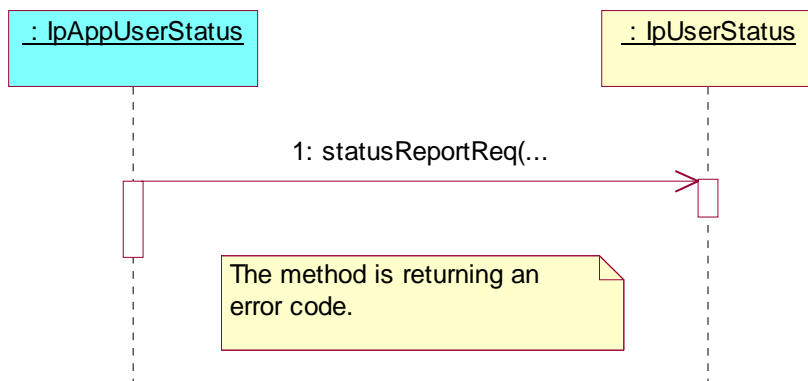 : IpAppUserStatus
: IpUserStatus
1: statusReportReq(...
The method is returning an
error code.